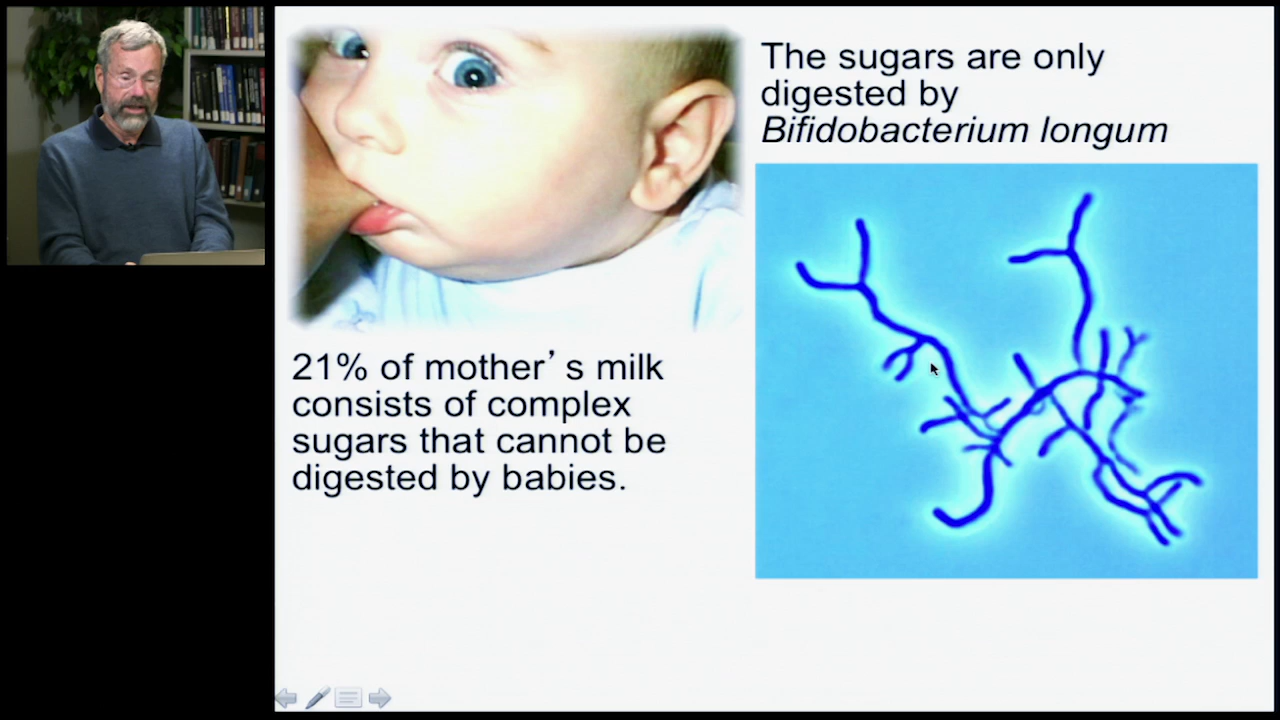 The sugars are only
digested by
Bifidobacterium longum
21% of mother’s milk
consists of complex
sugars that cannot be
digested by babies.